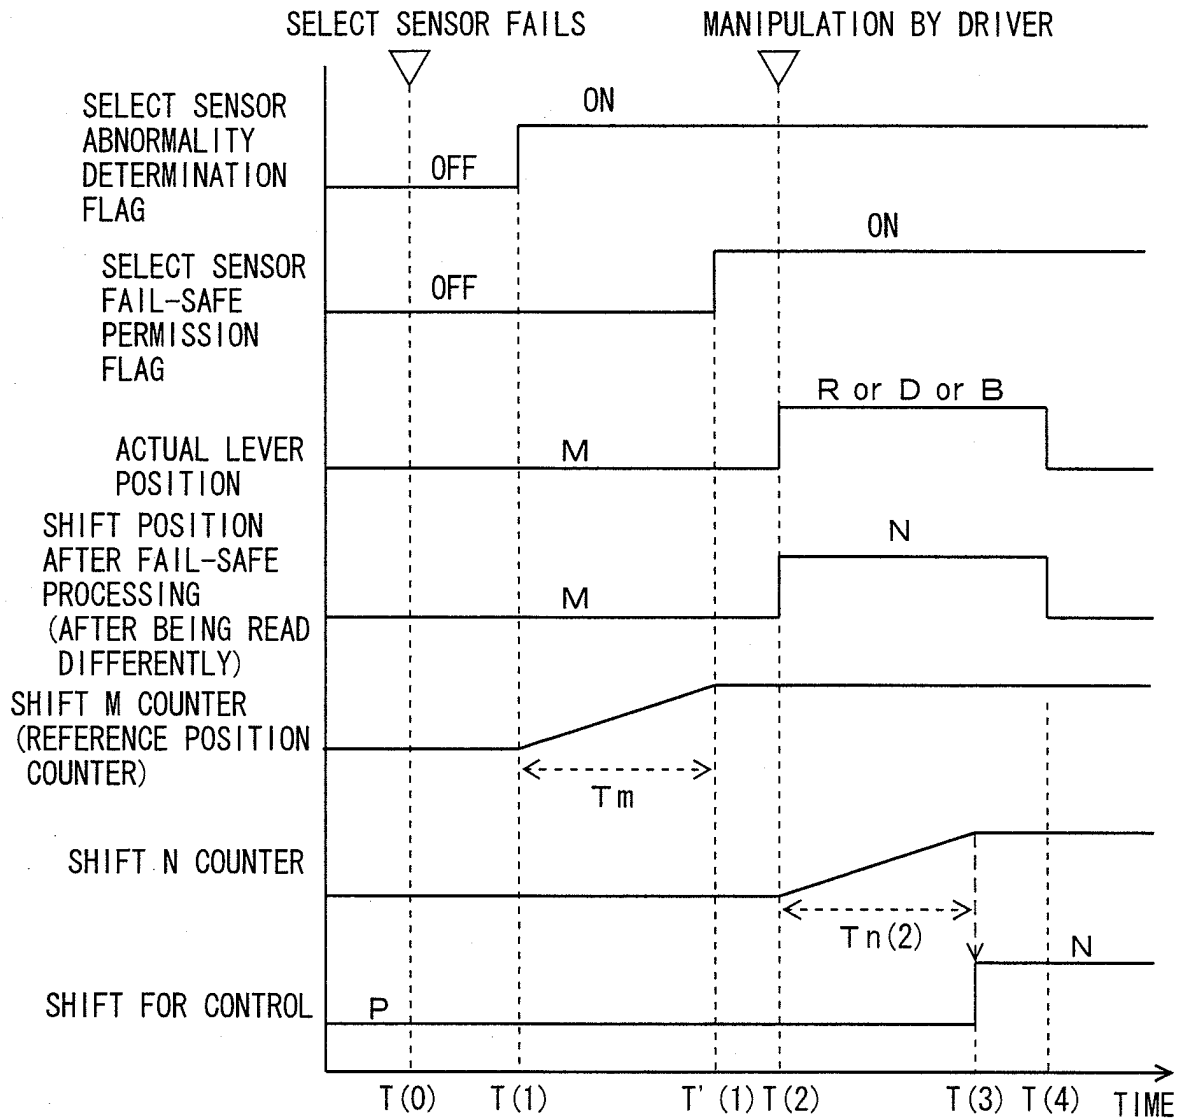 SELECT SENSOR FAILS
MANIPULATION BY DRIVER
SELECT SENSOR
ABNORMALITY
DETERMINATION
FLAG
OFF
ON
SELECT SENSOR
FAIL-SAFE
PERMISSION
FLAG
OFF
ON
ACTUAL LEVER
POSITION
M
R or D or B
SHIFT POSITION
AFTER FAIL-SAFE
PROCESSING
(AFTER BEING READ
DIFFERENTLY)
M
N
SHIFT M COUNTER
(REFERENCE POSITION
COUNTER)
Tm
SHIFT N COUNTER
Tn(2)
SHIFT FOR CONTROL
P
N
T(0)
T(1)
T'(1)
T(2)
T(3)
T(4)
TIME